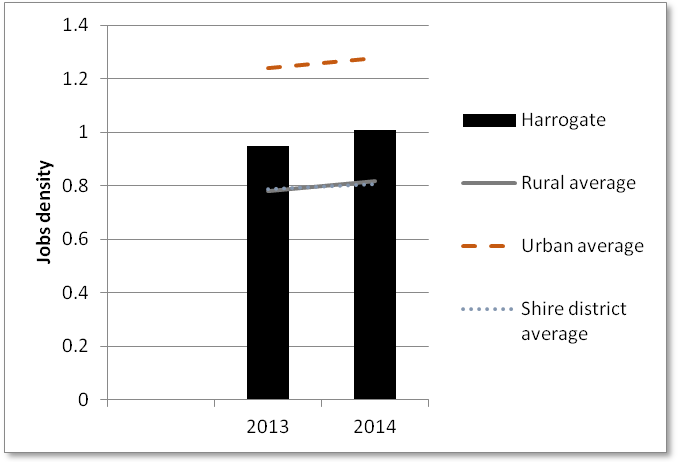 1.4
1.2
1
0.8
0.6
0.4
0.2
0
Jobs density
2013
2014
Harrogate
Rural average
Urban average
Shire district
average